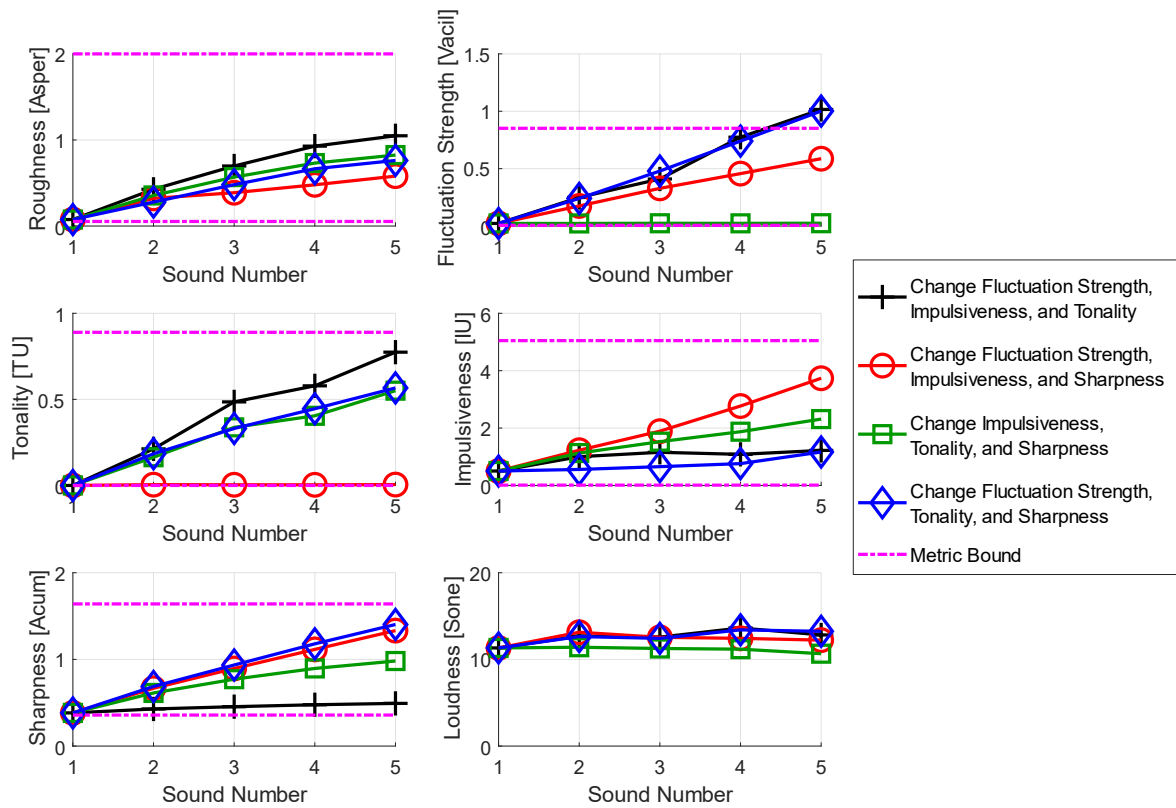 Roughness [Asper]
2
1
0
1 2 3 4 5
Sound Number
Fluctuation Strength [Vacil]
1.5
1
0.5
0
1 2 3 4 5
Sound Number
Tonality [TU]
1
0.5
0
1 2 3 4 5
Sound Number
Impulsiveness [IU]
6
4
2
0
1 2 3 4 5
Sound Number
Sharpness [Acum]
2
1
0
1 2 3 4 5
Sound Number
Loudness [Sone]
20
10
0
1 2 3 4 5
Sound Number
Change Fluctuation Strength,
Impulsiveness, and Tonality
Change Fluctuation Strength,
Impulsiveness, and Sharpness
Change Impulsiveness,
Tonality, and Sharpness
Change Fluctuation Strength,
Tonality, and Sharpness
Metric Bound